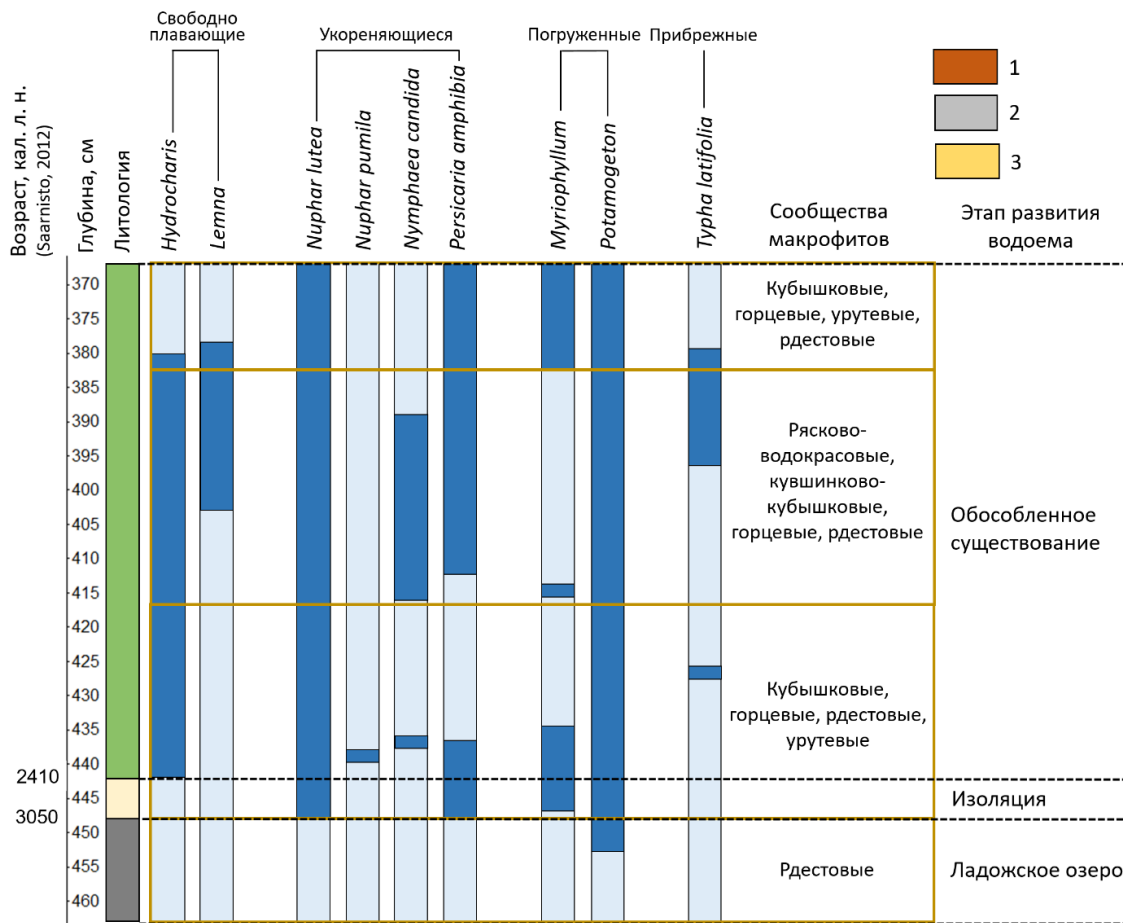 Свободно
плавающие
Укореняющиеся
Погруженные
Прибрежные
1
2
3
Возраст, кал. л. н.
(Saarnisto, 2012)
Глубина, см
Литология
Hydrocharis
Lemna
Nuphar lutea
Nuphar pumila
Nymphaea candida
Persicaria amphibia
Myriophyllum
Potamogeton
Typha latifolia
Сообщества
макрофитов
Этап развития
водоема
370
375
380
385
390
395
400
405
410
415
420
425
430
435
440
445
450
455
460
2410
3050
Кубышковые,
горцевые, урутевые,
рдестовые
Рясково-
водокрасовые,
кувшинково-
кубышковые,
горцевые, рдестовые
Обособленное
существование
Кубышковые,
горцевые, рдестовые,
урутевые
Изоляция
Рдестовые
Ладожское озеро